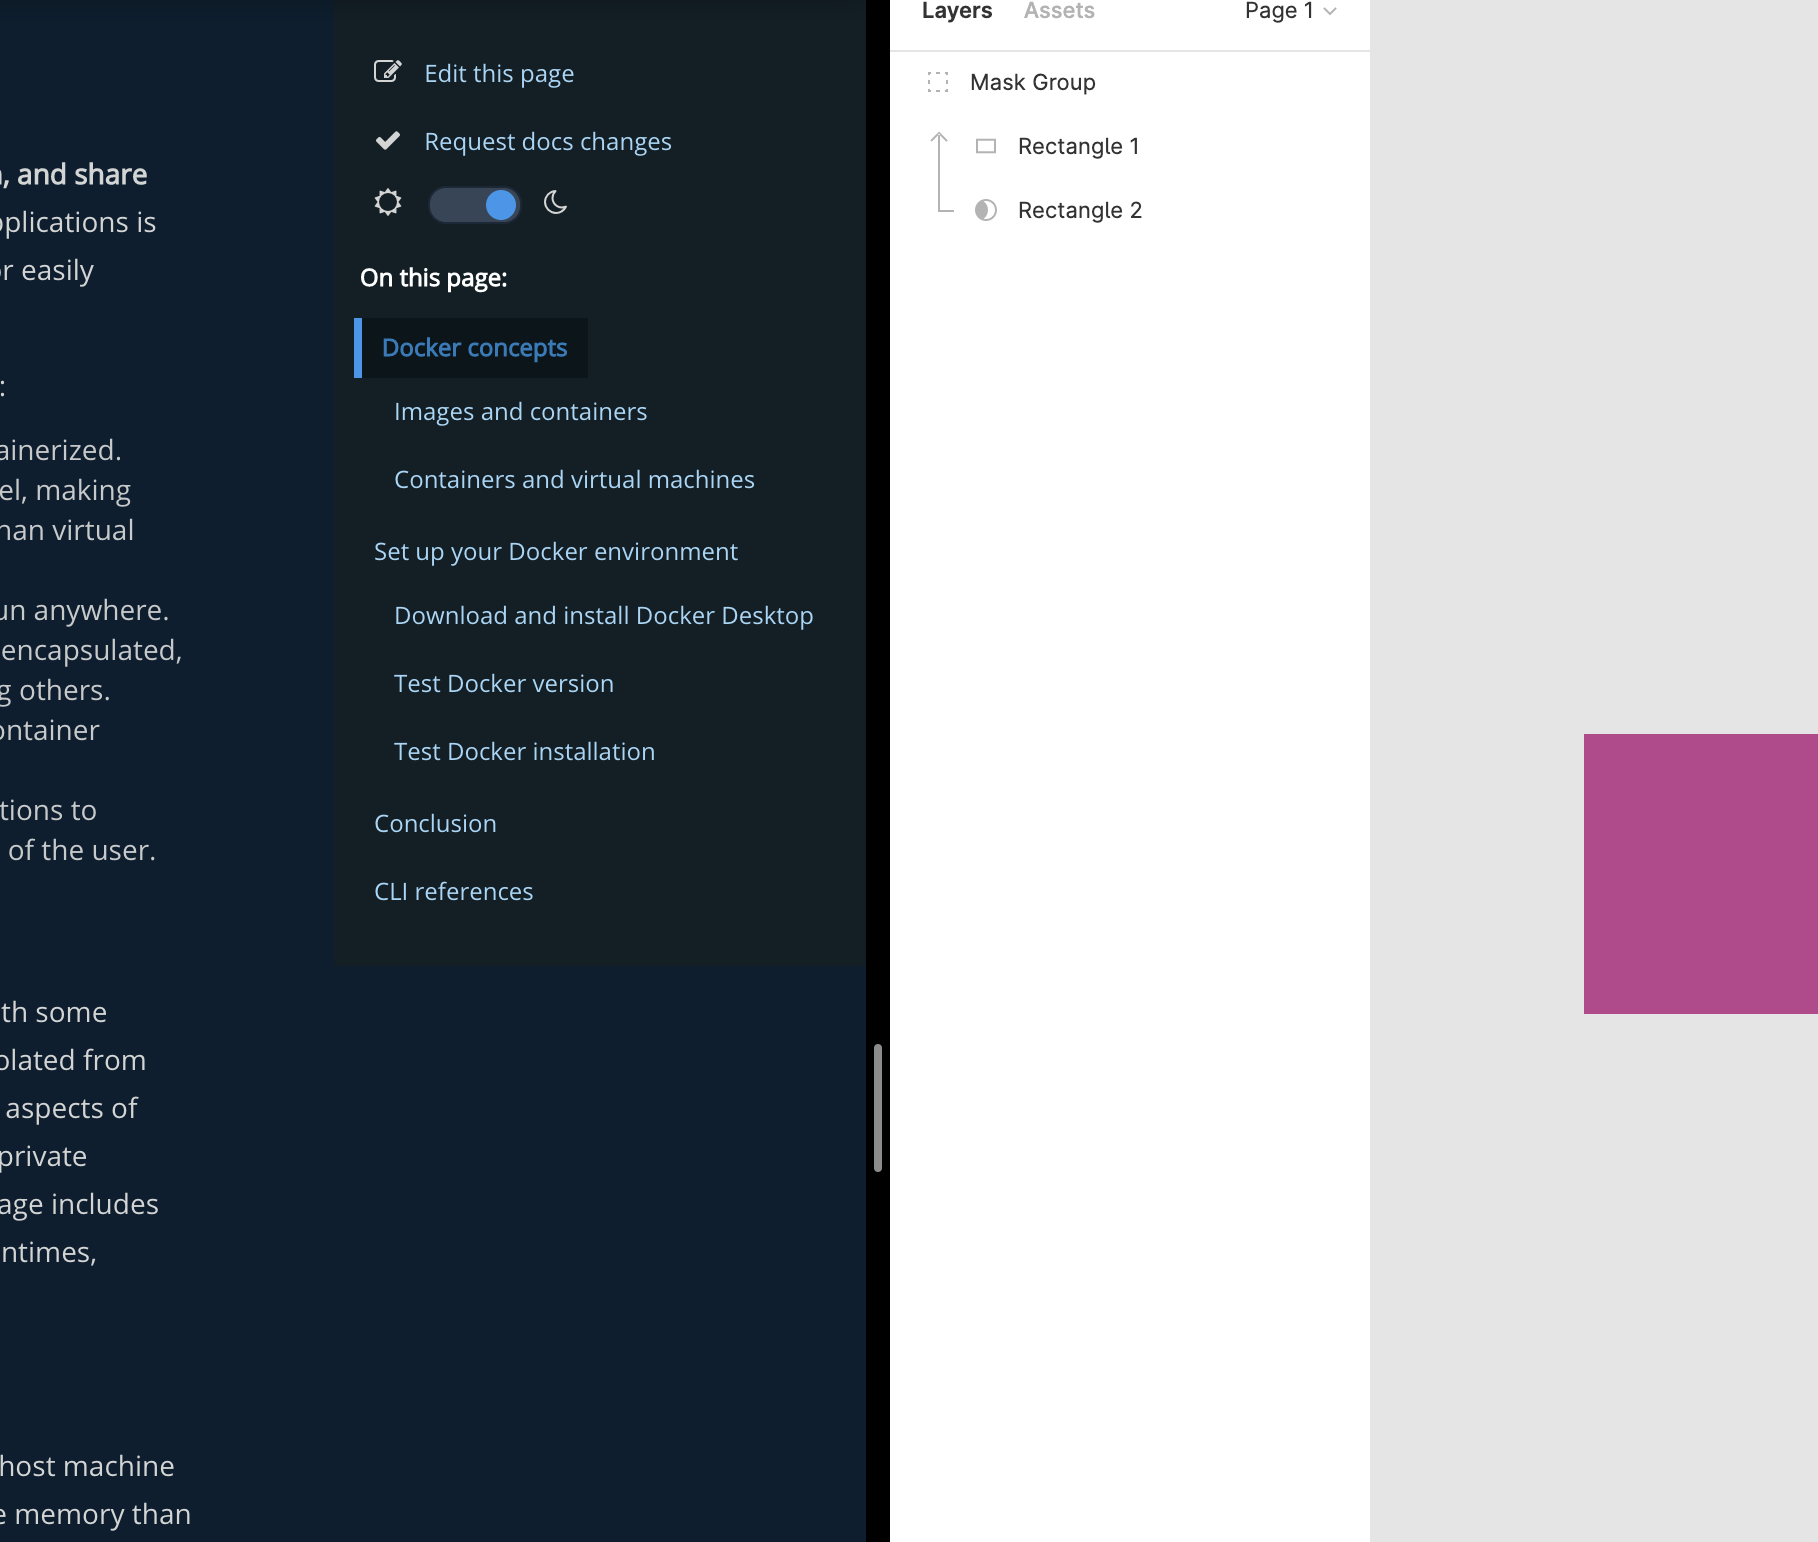 , and share
plications is
r easily
:
ainerized.
el, making
han virtual
un anywhere.
encapsulated,
g others.
ontainer
tions to
of the user.
th some
olated from
aspects of
private
age includes
ntimes,
host machine
e memory than
Edit this page
Request docs changes
On this page:
Docker concepts
Images and containers
Containers and virtual machines
Set up your Docker environment
Download and install Docker Desktop
Test Docker version
Test Docker installation
Conclusion
CLI references
Layers Assets Page 1
Mask Group
Rectangle 1
Rectangle 2